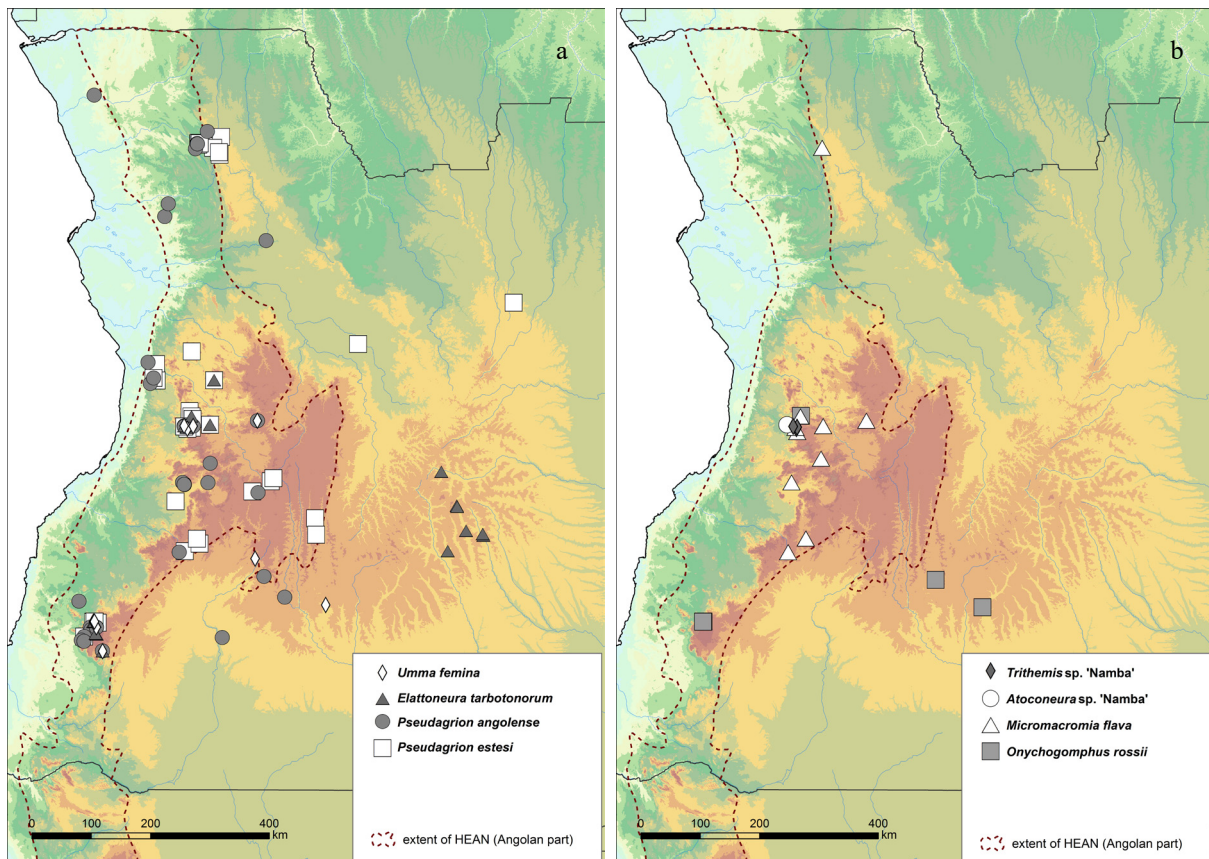 a
Umma femina
Elattoneura tarbotonorum
Pseudagrion angolense
Pseudagrion estesi
extent of HEAN (Angolan part)
0 100 200 400
km
b
Trithemis sp. 'Namba'
Atoconeura sp. 'Namba'
Micromacromia flava
Onychogomphus rossii
extent of HEAN (Angolan part)
0 100 200 400
km